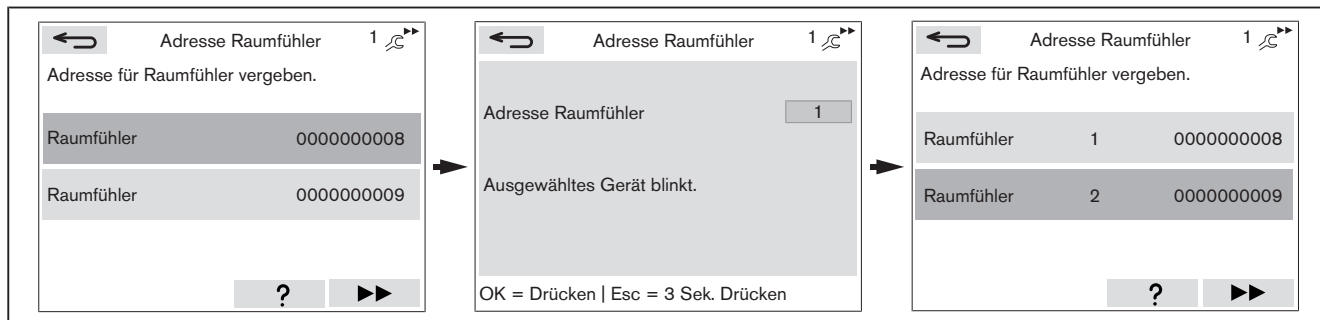 Adresse Raumfühler 1
Adresse für Raumfühler vergeben.
Raumfühler 0000000008
Raumfühler 0000000009
?
Adresse Raumfühler 1
Adresse Raumfühler 1
Ausgewähltes Gerät blinkt.
OK = Drücken | Esc = 3 Sek. Drücken
Adresse Raumfühler 1
Adresse für Raumfühler vergeben.
Raumfühler 1 0000000008
Raumfühler 2 0000000009
?